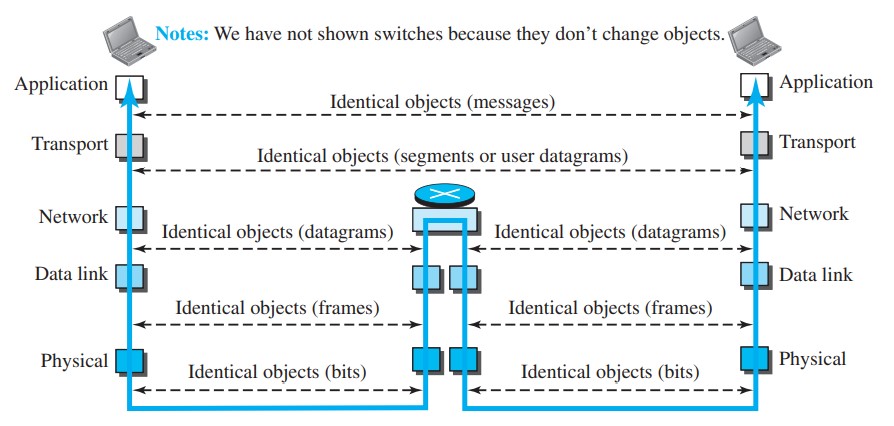 Notes: We have not shown switches because they don’t change objects.
Application
Application
Identical objects (messages)
Transport
Transport
Identical objects (segments or user datagrams)
Network
Network
Identical objects (datagrams)
Identical objects (datagrams)
Data link
Data link
Identical objects (frames)
Identical objects (frames)
Physical
Physical
Identical objects (bits)
Identical objects (bits)